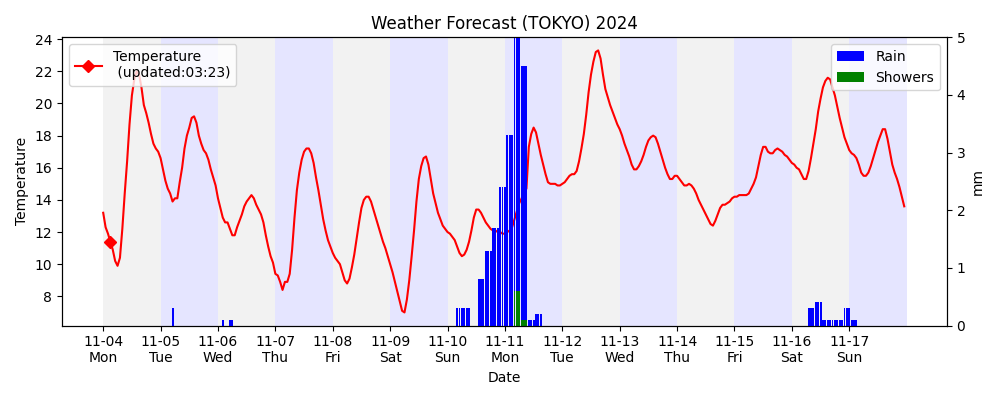 Weather Forecast (TOKYO) 2024
Temperature
(updated:03:23)
Rain
Showers
Temperature
24
22
20
18
16
14
12
10
8
5
4
3
2
1
0
mm
11-04 11-05 11-06 11-07 11-08 11-09 11-10 11-11 11-12 11-13 11-14 11-15 11-16 11-17
Mon Tue Wed Thu Fri Sat Sun Mon Tue Wed Thu Fri Sat Sun
Date